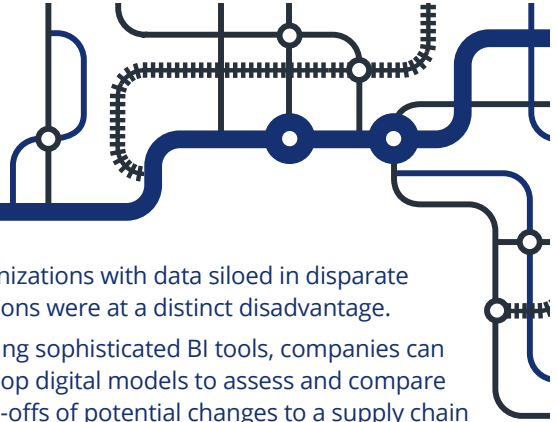 nizations with data siloed in disparate
ons were at a distinct disadvantage.
ng sophisticated BI tools, companies can
op digital models to assess and compare
-offs of potential changes to a supply chain